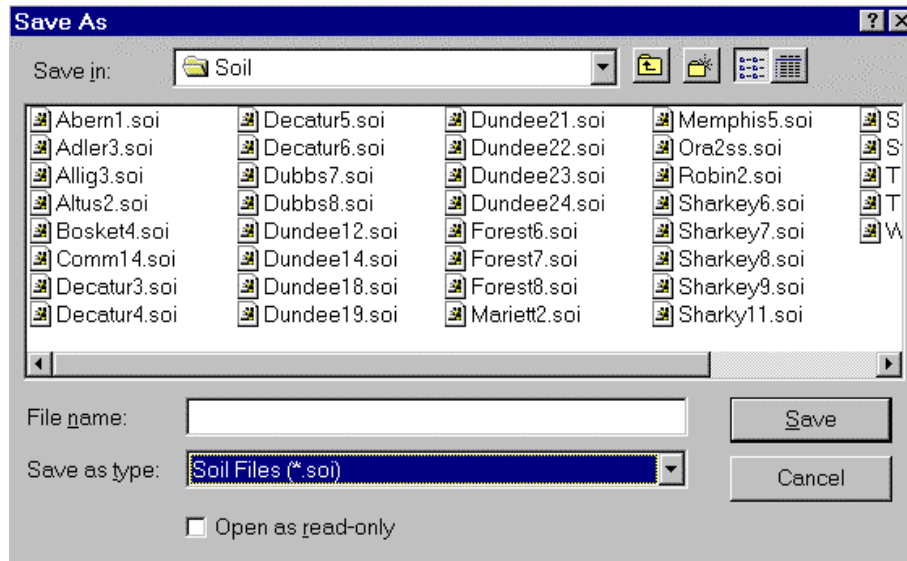 Save As
Save in: Soil
Abern1.soi Decatur5.soi Dundee21.soi Memphis5.soi S
Adler3.soi Decatur6.soi Dundee22.soi Ora2ss.soi S
Allig3.soi Dubbs7.soi Dundee23.soi Robin2.soi T
Altus2.soi Dubbs8.soi Dundee24.soi Sharkey6.soi T
Bosket4.soi Dundee12.soi Forest6.soi Sharkey7.soi W
Comm14.soi Dundee14.soi Forest7.soi Sharkey8.soi
Decatur3.soi Dundee18.soi Forest8.soi Sharkey9.soi
Decatur4.soi Dundee19.soi Mariett2.soi Sharky11.soi
File name: Save
Save as type: Soil Files (*.soi) Cancel
Open as read-only